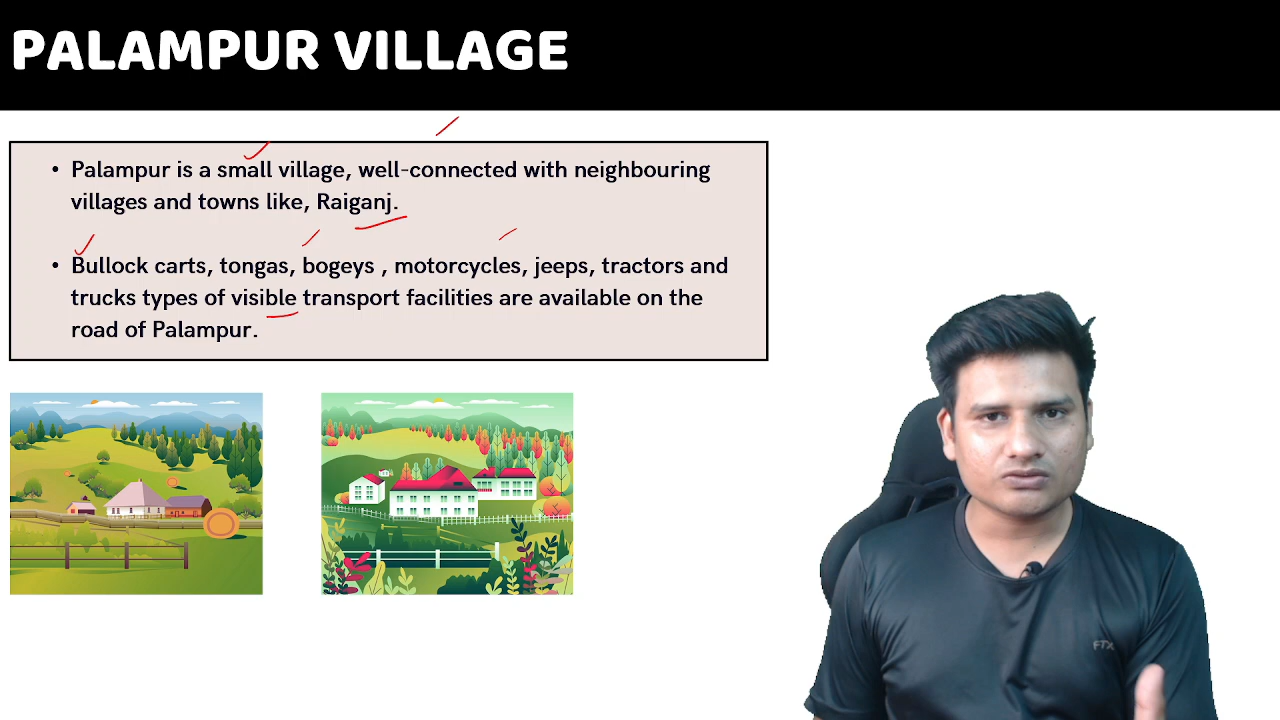 PALAMPUR VILLAGE
• Palampur is a small village, well-connected with neighbouring
villages and towns like, Raiganj.
• Bullock carts, tongas, bogeys , motorcycles, jeeps, tractors and
trucks types of visible transport facilities are available on the
road of Palampur.
FTX